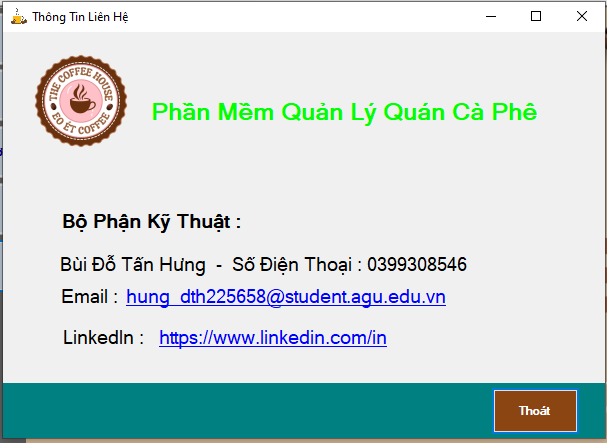 Thông Tin Liên Hệ
THE COFFEE HOUSE
EO ÉT COFFEE
Phần Mềm Quản Lý Quán Cà Phê
Bộ Phận Kỹ Thuật :
Bùi Đỗ Tấn Hưng - Số Điện Thoại : 0399308546
Email : hung_dth225658@student.agu.edu.vn
LinkedIn : https://www.linkedin.com/in
Thoát